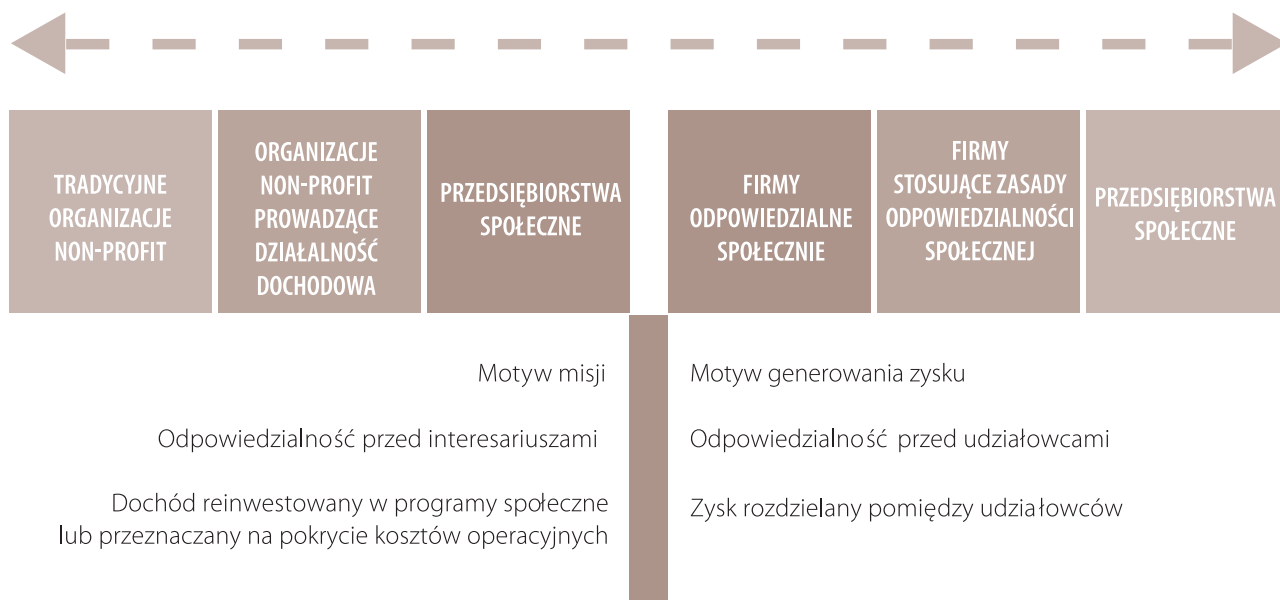 TRADYCYJNE
ORGANIZACJE
NON-PROFIT
ORGANIZACJE
NON-PROFIT
PROWADZĄCE
DZIAŁALNOŚĆ
DOCHODOWA
PRZEDSIĘBIORSTWA
SPOŁECZNE
FIRMY
ODPOWIEDZIALNE
SPOŁECZNIE
FIRMY
STOSUJĄCE ZASADY
ODPOWIEDZIALNOŚCI
SPOŁECZNEJ
PRZEDSIĘBIORSTWA
SPOŁECZNE
Motyw misji
Odpowiedzialność przed interesariuszami
Dochód reinwestowany w programy społeczne
lub przeznaczany na pokrycie kosztów operacyjnych
Motyw generowania zysku
Odpowiedzialność przed udziałowcami
Zysk rozdzielany pomiędzy udziałowców